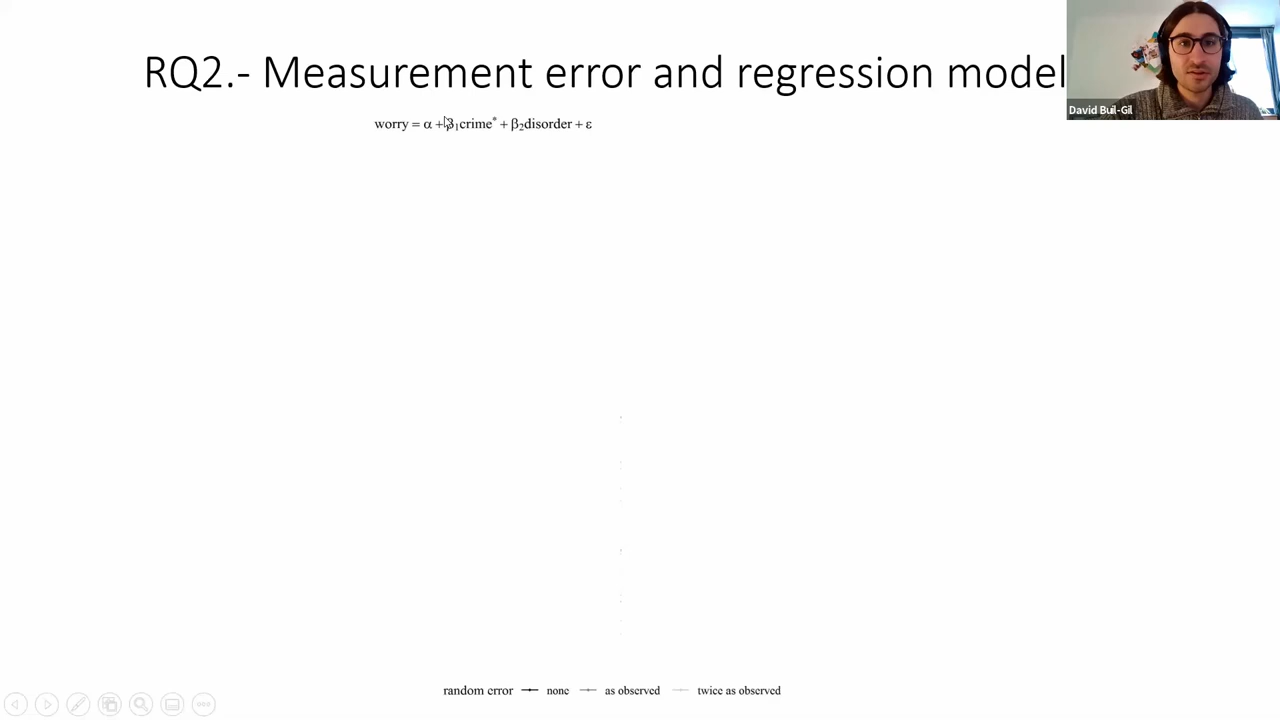 RQ2.- Measurement error and regression model
David Buil-Gil
worry = α + β₁crime* + β₂disorder + ε
random error none as observed twice as observed